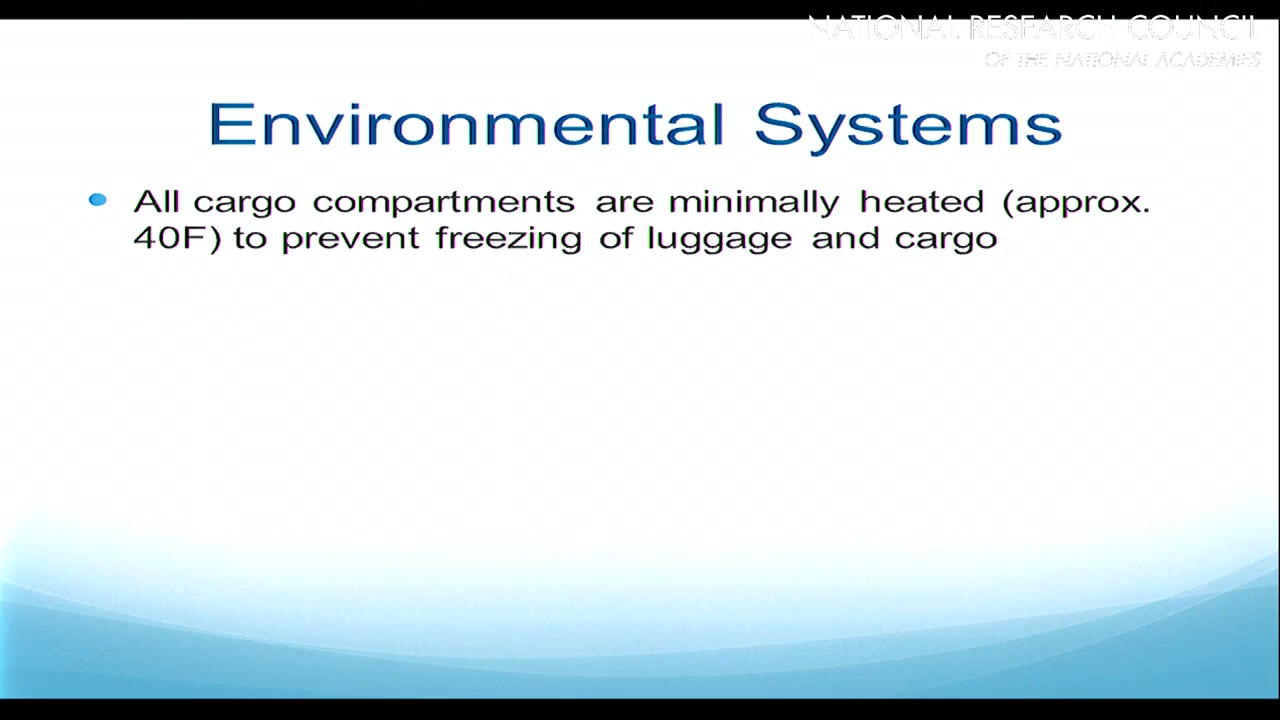 NATIONAL RESEARCH COUNCIL
OF THE NATIONAL ACADEMIES
Environmental Systems
All cargo compartments are minimally heated (approx.
40F) to prevent freezing of luggage and cargo